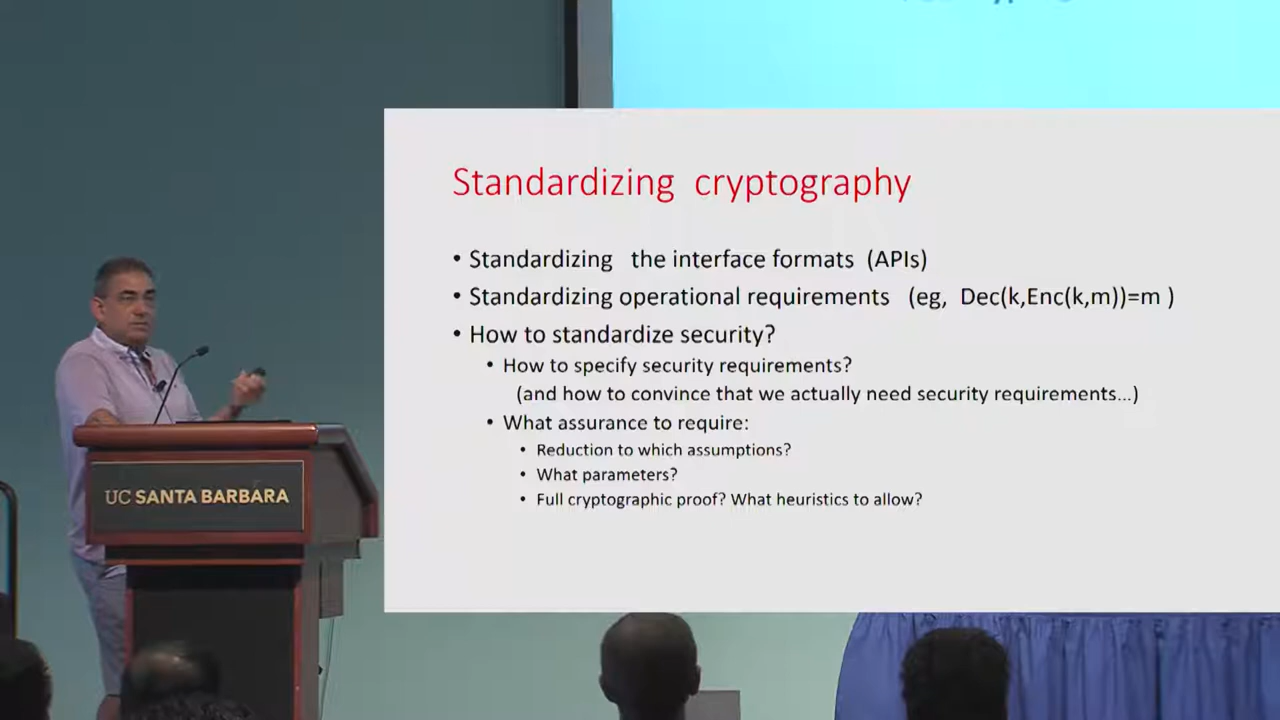 Standardizing cryptography
• Standardizing the interface formats (APIs)
• Standardizing operational requirements (eg, Dec(k,Enc(k,m))=m )
• How to standardize security?
• How to specify security requirements?
(and how to convince that we actually need security requirements...)
• What assurance to require:
• Reduction to which assumptions?
• What parameters?
• Full cryptographic proof? What heuristics to allow?
UC SANTA BARBARA